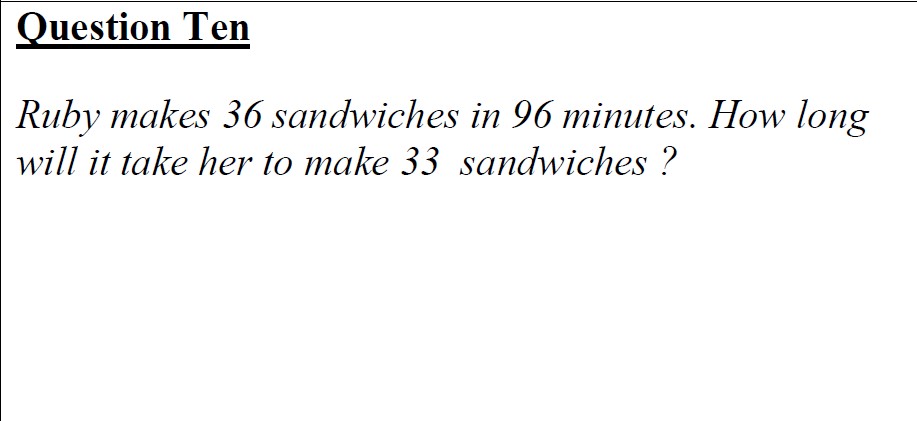 Question Ten
Ruby makes 36 sandwiches in 96 minutes. How long
will it take her to make 33 sandwiches ?